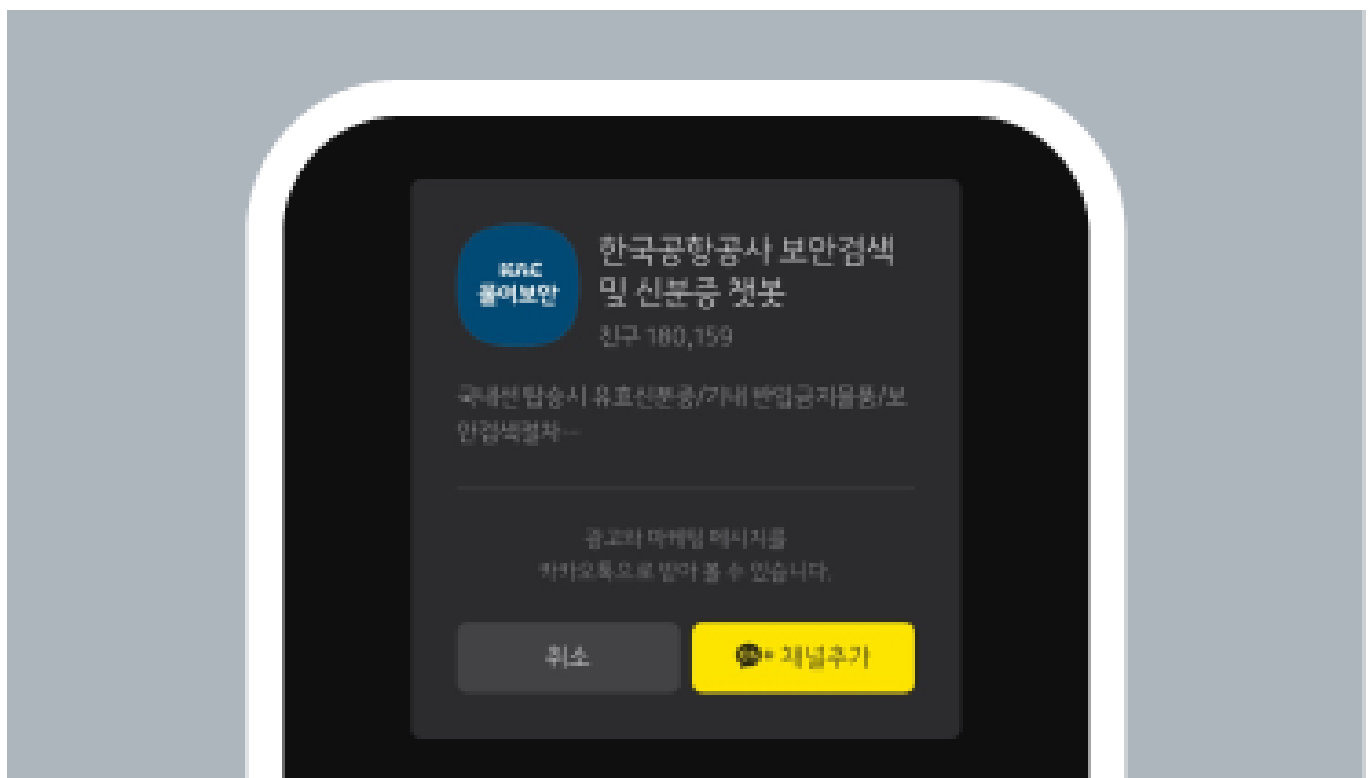 KAC
물어보안
한국공항공사 보안검색
및 신분증 챗봇
친구 180,159
국내선 탑승시 유효신분증/기내 반입금지물품/보
안검색절차…
광고와 마케팅 메시지를
카카오톡으로 받아 볼 수 있습니다.
취소
채널추가